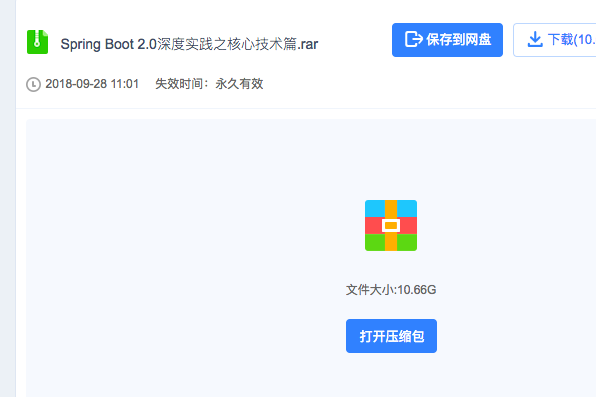 Spring Boot 2.0深度实践之核心技术篇.rar
保存到网盘
下载(10.
2018-09-28 11:01 失效时间：永久有效
文件大小:10.66G
打开压缩包